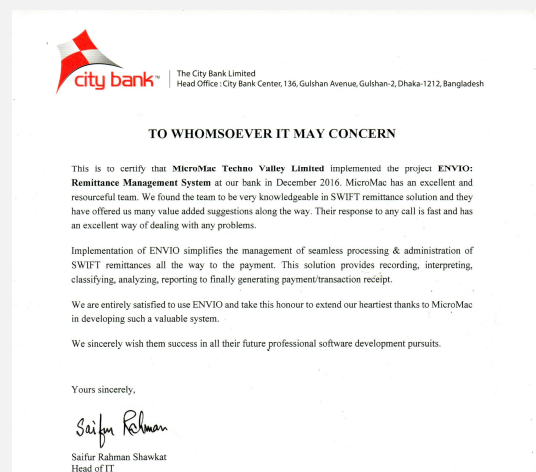 city bank™
The City Bank Limited
Head Office : City Bank Center, 136, Gulshan Avenue, Gulshan-2, Dhaka-1212, Bangladesh
TO WHOMSOEVER IT MAY CONCERN
This is to certify that MicroMac Techno Valley Limited implemented the project ENVIO:
Remittance Management System at our bank in December 2016. MicroMac has an excellent and
resourceful team. We found the team to be very knowledgeable in SWIFT remittance solution and they
have offered us many value added suggestions along the way. Their response to any call is fast and has
an excellent way of dealing with any problems.
Implementation of ENVIO simplifies the management of seamless processing & administration of
SWIFT remittances all the way to the payment. This solution provides recording, interpreting,
classifying, analyzing, reporting to finally generating payment/transaction receipt.
We are entirely satisfied to use ENVIO and take this honour to extend our heartiest thanks to MicroMac
in developing such a valuable system.
We sincerely wish them success in all their future professional software development pursuits.
Yours sincerely,
Saifur Rahman
Saifur Rahman Shawkat
Head of IT